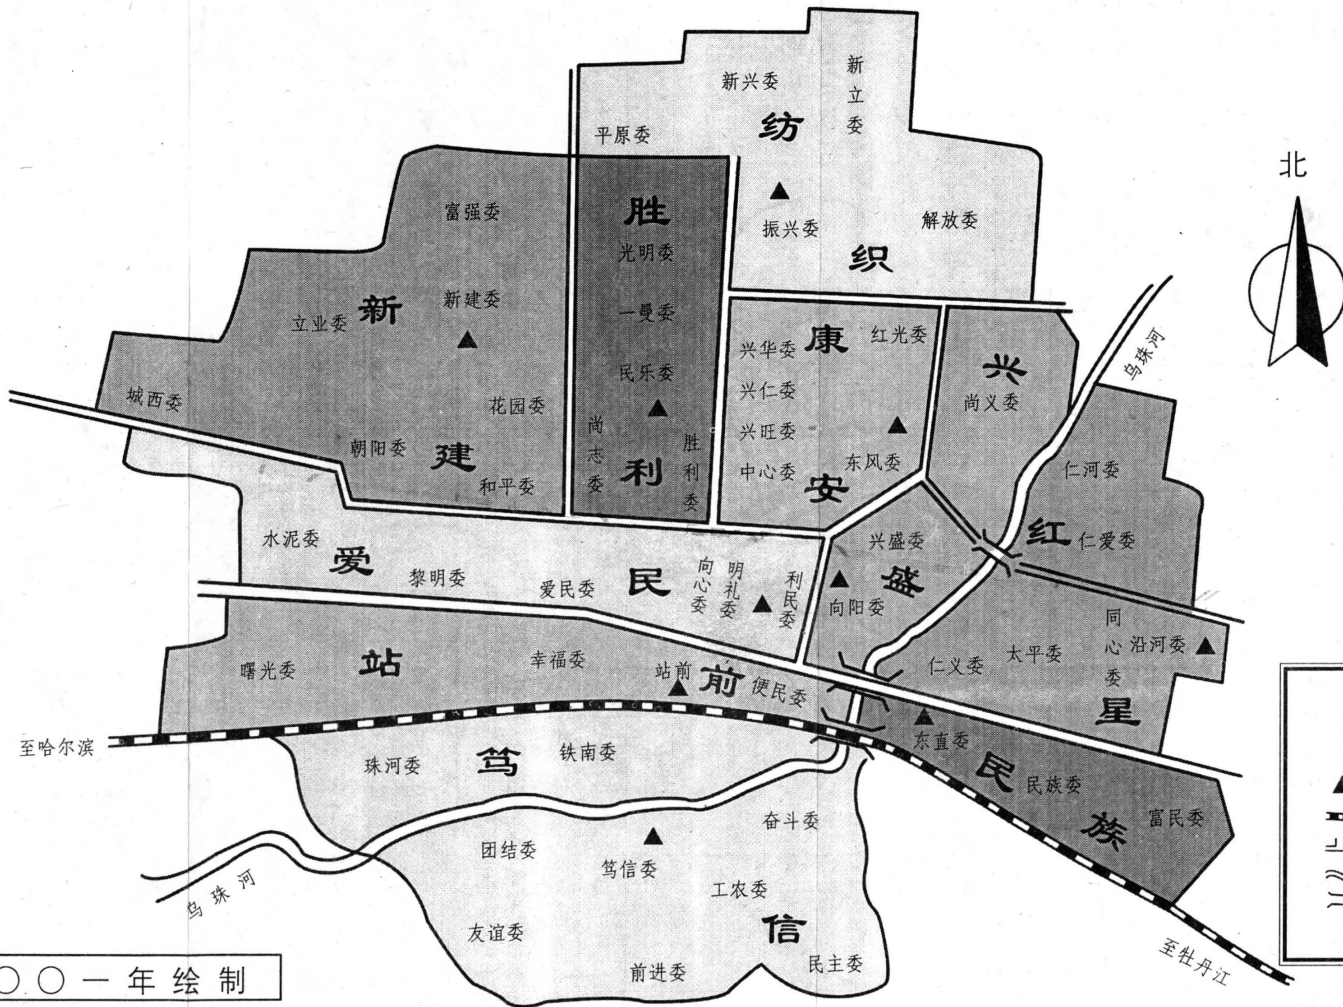 新兴委
新立委
纺
平原委
北
富强委
胜
振兴委
解放委
光明委
织
新
新建委
立业委
一曼委
康
红光委
兴华委
兴
乌珠河
民乐委
兴仁委
尚义委
城西委
花园委
尚志委
胜利委
兴旺委
朝阳委
建
利
中心委
东风委
安
仁河委
和平委
水泥委
爱
黎明委
爱民委
民
向心委
明礼委
利民委
兴盛委
盛
向阳委
红
仁爱委
同心委
沿河委
太平委
仁义委
曙光委
站
幸福委
站前
前
便民委
星
至哈尔滨
珠河委
笃
铁南委
东直委
民
民族委
族
富民委
奋斗委
团结委
笃信委
工农委
乌珠河
友谊委
信
前进委
民主委
至牡丹江
〇〇一年绘制